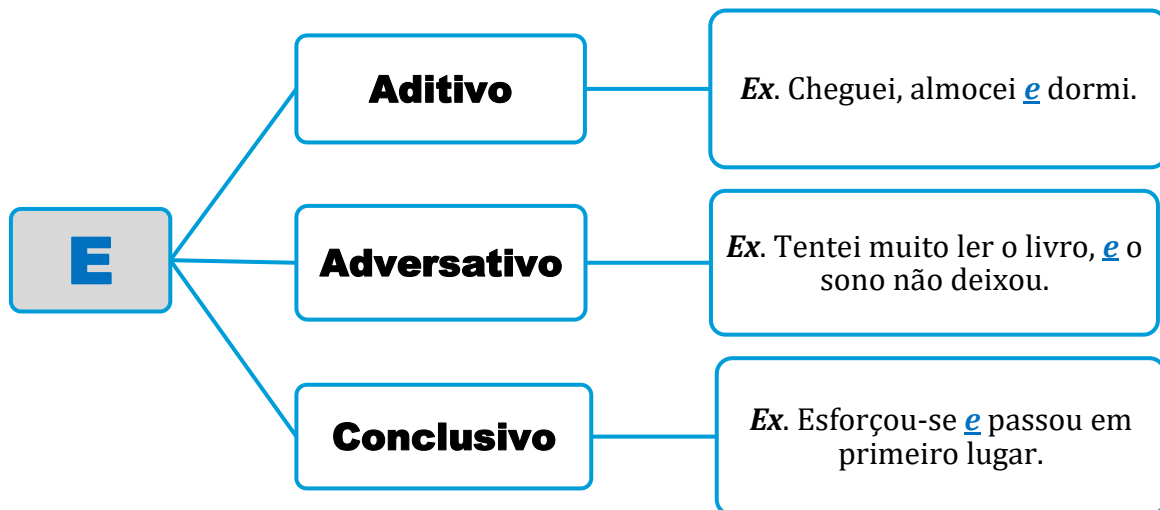 E
Aditivo
Ex. Cheguei, almocei e dormi.
Adversativo
Ex. Tentei muito ler o livro, e o
sono não deixou.
Conclusivo
Ex. Esforçou-se e passou em
primeiro lugar.